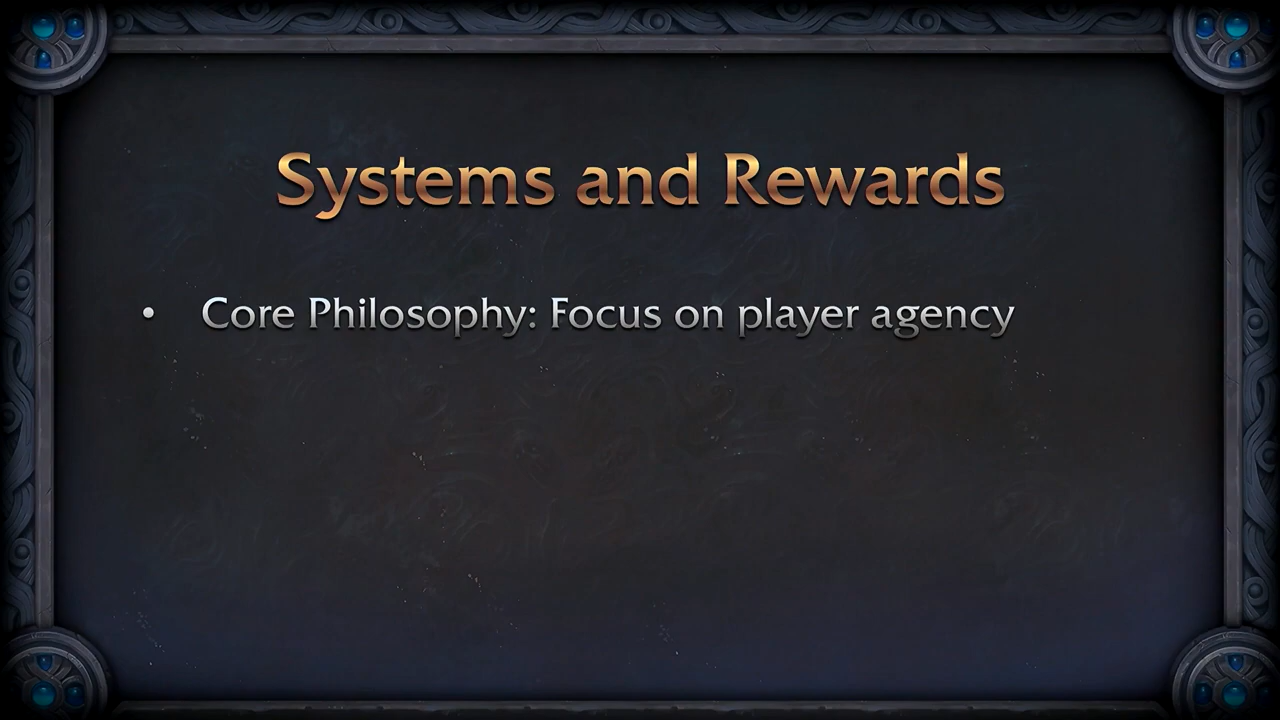 Systems and Rewards
• Core Philosophy: Focus on player agency